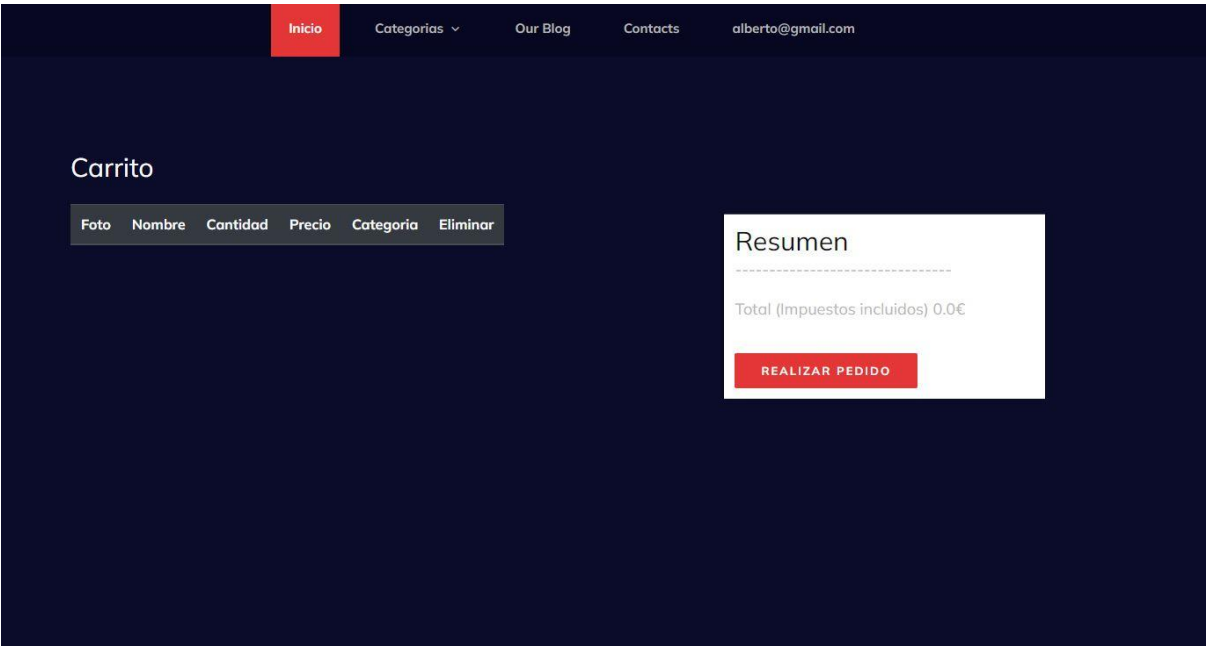 Inicio Categorias Our Blog Contacts alberto@gmail.com
Carrito
Foto Nombre Cantidad Precio Categoria Eliminar
Resumen
--------------------------------
Total (Impuestos incluidos) 0.0€
REALIZAR PEDIDO